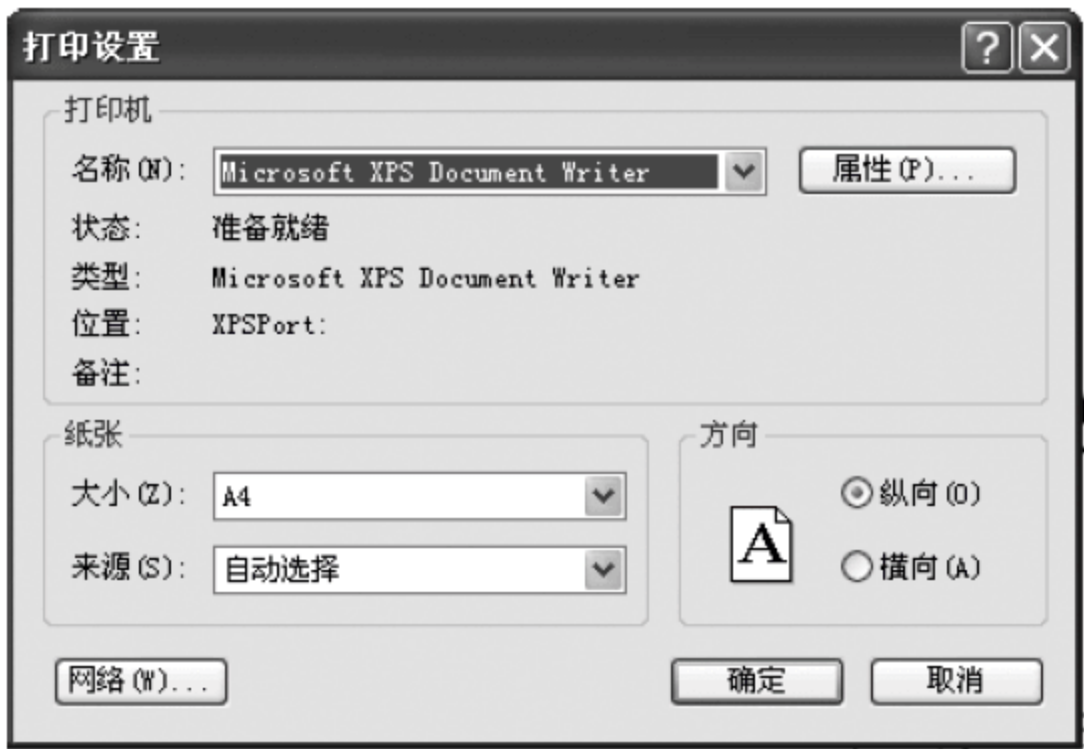 打印设置
打印机
名称(N): Microsoft XPS Document Writer 属性(P)...
状态: 准备就绪
类型: Microsoft XPS Document Writer
位置: XPSPort:
备注:
纸张
大小(Z): A4
来源(S): 自动选择
方向
A
纵向(O)
横向(A)
网络(W)... 确定 取消